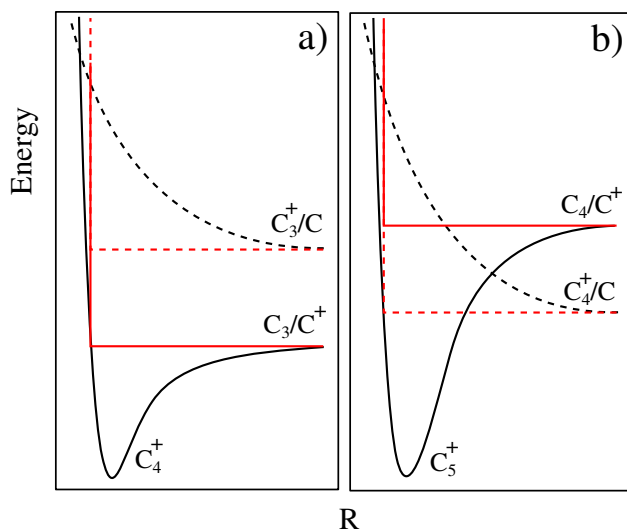 a)
b)
Energy
C₃⁺/C
C₃/C⁺
C₄⁺
C₄/C⁺
C₄⁺/C
C₅⁺
R